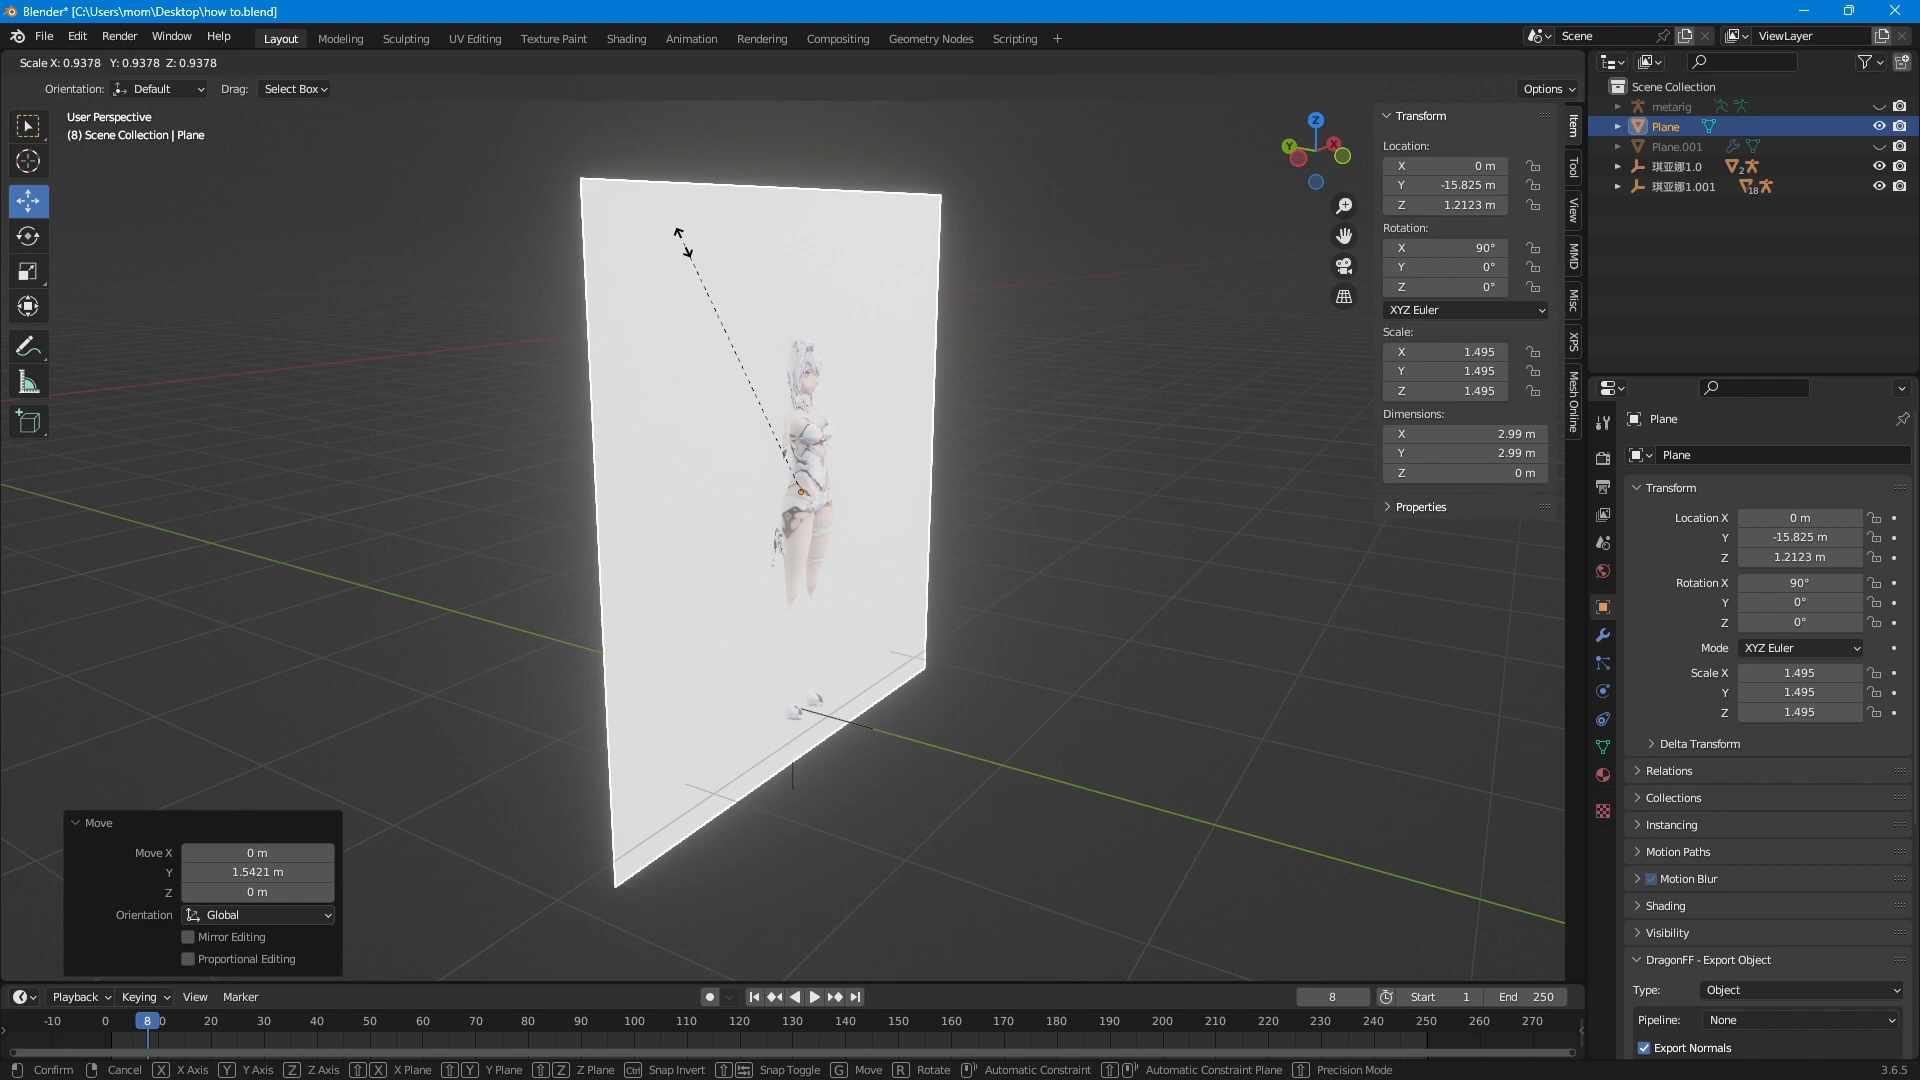 Blender* [C:\Users\mom\Desktop\how to.blend]
File Edit Render Window Help Layout Modeling Sculpting UV Editing Texture Paint Shading Animation Rendering Compositing Geometry Nodes Scripting + Scene ViewLayer
Scale X: 0.9378 Y: 0.9378 Z: 0.9378
Orientation: Default Drag: Select Box Options
User Perspective
(8) Scene Collection | Plane
Z
Y
X
Transform
Location:
X 0 m
Y -15.825 m
Z 1.2123 m
Rotation:
X 90°
Y 0°
Z 0°
XYZ Euler
Scale:
X 1.495
Y 1.495
Z 1.495
Dimensions:
X 2.99 m
Y 2.99 m
Z 0 m
Properties
Item
Tool
View
MMD
Misc
XPS
Mesh Online
Scene Collection
metarig
Plane
Plane.001
琪亚娜1.0 2
琪亚娜1.001 18
Plane
Plane
Transform
Location X 0 m
Y -15.825 m
Z 1.2123 m
Rotation X 90°
Y 0°
Z 0°
Mode XYZ Euler
Scale X 1.495
Y 1.495
Z 1.495
Delta Transform
Relations
Collections
Instancing
Motion Paths
Motion Blur
Shading
Visibility
DragonFF - Export Object
Type: Object
Pipeline: None
Export Normals
Move
Move X 0 m
Y 1.5421 m
Z 0 m
Orientation Global
Mirror Editing
Proportional Editing
Playback Keying View Marker 8 Start 1 End 250
-10 0 8 0 20 30 40 50 60 70 80 90 100 110 120 130 140 150 160 170 180 190 200 210 220 230 240 250 260 270
Confirm Cancel X X Axis Y Y Axis Z Z Axis X X Plane Y Y Plane Z Z Plane Ctrl Snap Invert Snap Toggle G Move R Rotate Automatic Constraint Automatic Constraint Plane Precision Mode 3.6.5